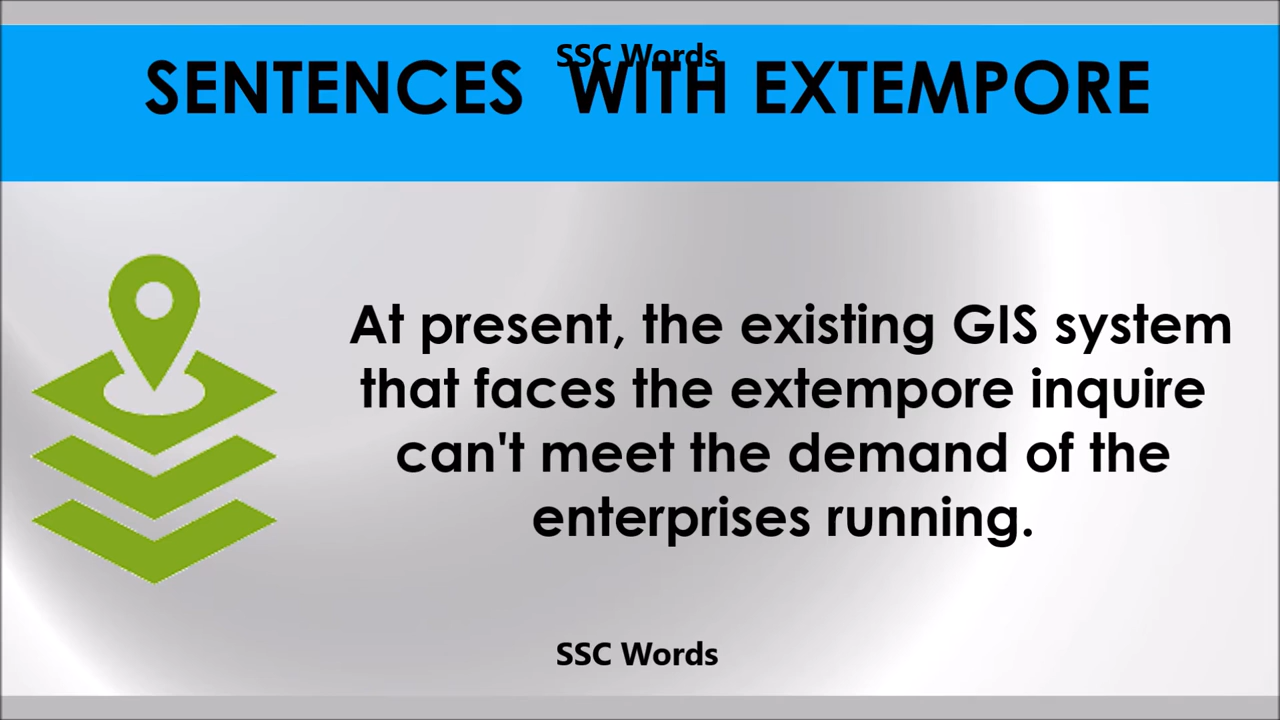 SSC Words
SENTENCES WITH EXTEMPORE
At present, the existing GIS system
that faces the extempore inquire
can't meet the demand of the
enterprises running.
SSC Words